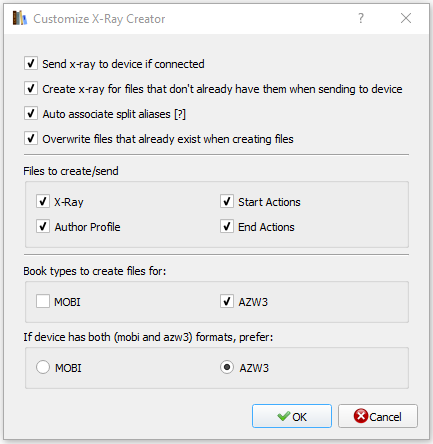 Customize X-Ray Creator ?
Send x-ray to device if connected
Create x-ray for files that don't already have them when sending to device
Auto associate split aliases [?]
Overwrite files that already exist when creating files
Files to create/send
X-Ray Start Actions
Author Profile End Actions
Book types to create files for:
MOBI AZW3
If device has both (mobi and azw3) formats, prefer:
MOBI AZW3
OK Cancel